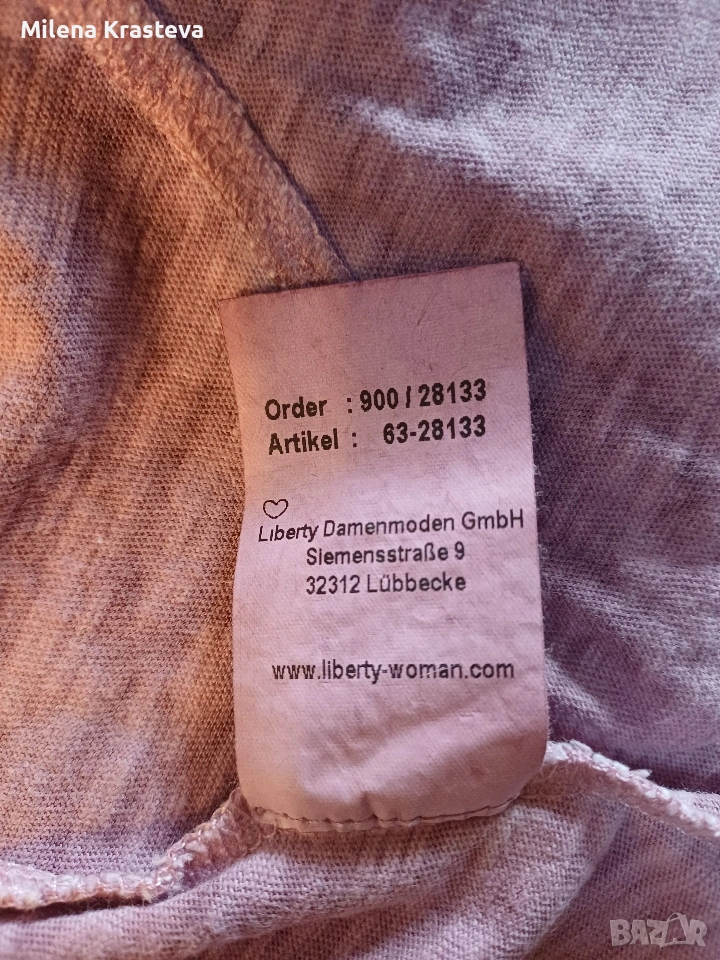 Milena Krasteva
Order : 900 / 28133
Artikel : 63-28133
Liberty Damenmoden GmbH
Siemensstraße 9
32312 Lübbecke
www.liberty-woman.com
BAZAR